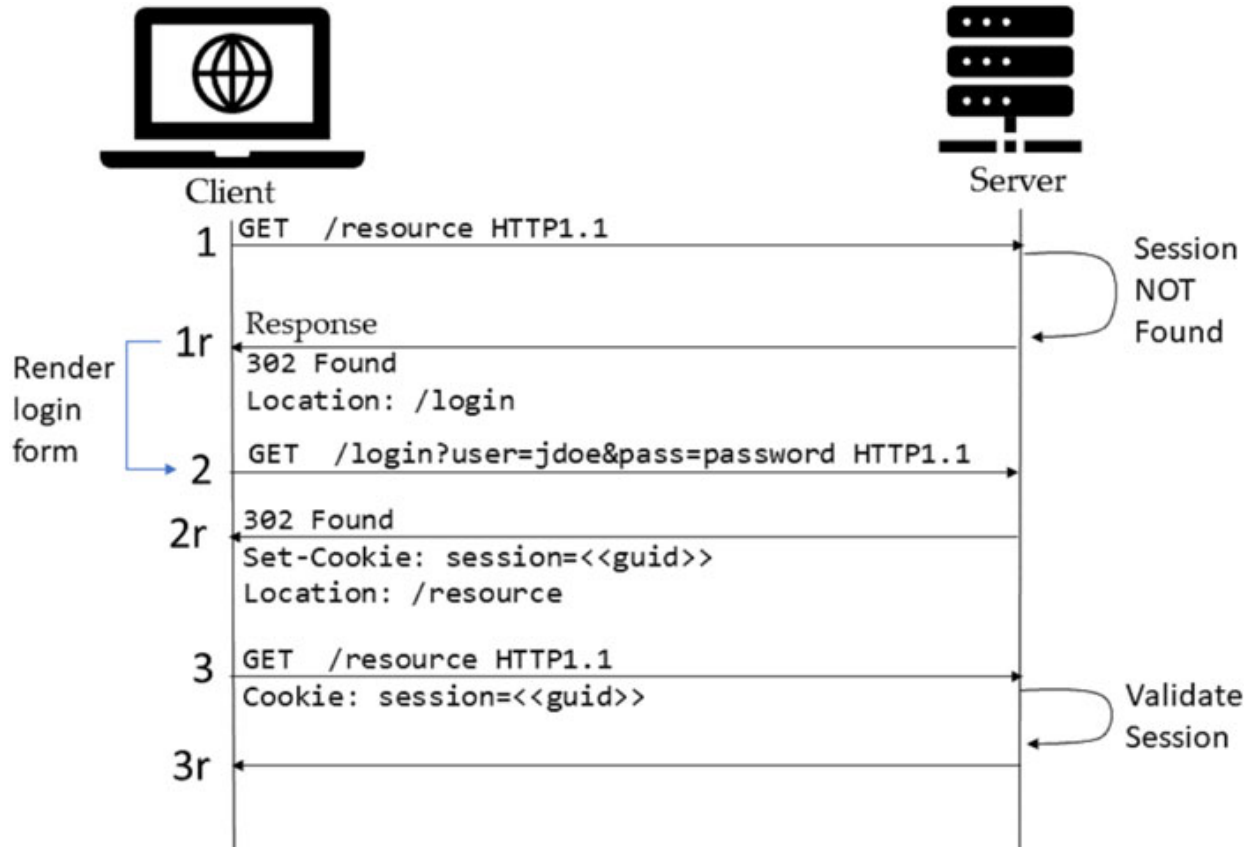 Client
Server
1
GET /resource HTTP1.1
Session
NOT
Found
1r
Response
302 Found
Location: /login
Render
login
form
2
GET /login?user=jdoe&pass=password HTTP1.1
2r
302 Found
Set-Cookie: session=<<guid>>
Location: /resource
3
GET /resource HTTP1.1
Cookie: session=<<guid>>
Validate
Session
3r